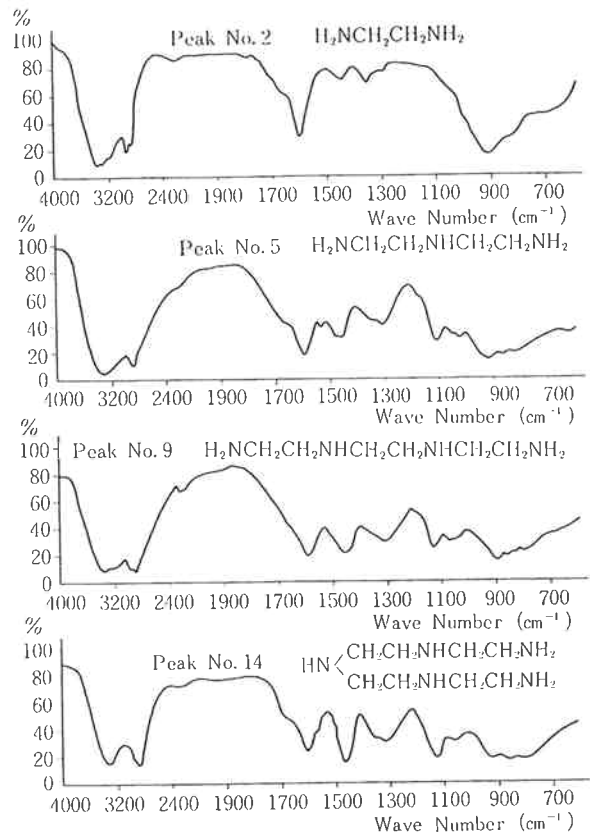 %
Peak No. 2 H₂NCH₂CH₂NH₂
100
80
60
40
20
0
4000 3200 2400 1900 1700 1500 1300 1100 900 700
Wave Number (cm⁻¹)
%
Peak No. 5 H₂NCH₂CH₂NHCH₂CH₂NH₂
100
80
60
40
20
0
4000 3200 2400 1900 1700 1500 1300 1100 900 700
Wave Number (cm⁻¹)
%
Peak No. 9 H₂NCH₂CH₂NHCH₂CH₂NHCH₂CH₂NH₂
100
80
60
40
20
0
4000 3200 2400 1900 1700 1500 1300 1100 900 700
Wave Number (cm⁻¹)
%
Peak No. 14 HN
CH₂CH₂NHCH₂CH₂NH₂
CH₂CH₂NHCH₂CH₂NH₂
100
80
60
40
20
0
4000 3200 2400 1900 1700 1500 1300 1100 900 700
Wave Number (cm⁻¹)